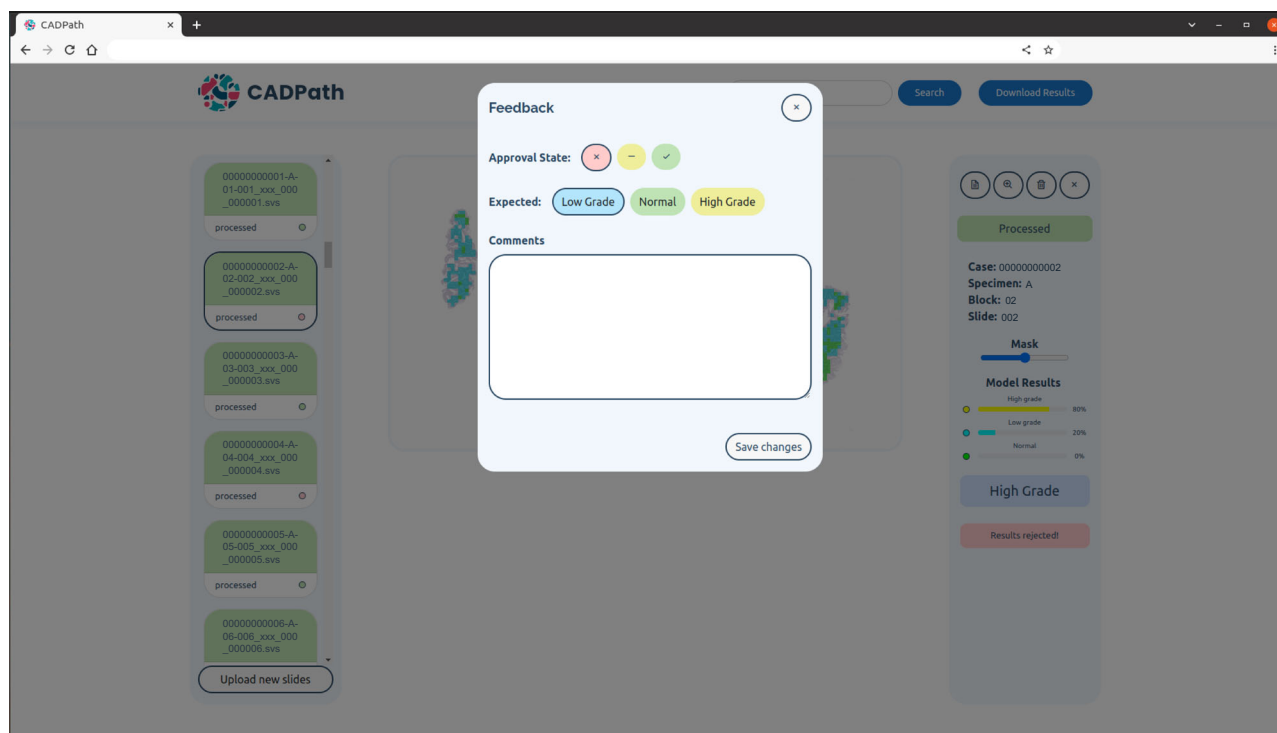 CADPath
CADPath
Search
Download Results
00000000001-A-
01-001_xxx_000
_000001.svs
processed
00000000002-A-
02-002_xxx_000
_000002.svs
processed
00000000003-A-
03-003_xxx_000
_000003.svs
processed
00000000004-A-
04-004_xxx_000
_000004.svs
processed
00000000005-A-
05-005_xxx_000
_000005.svs
processed
00000000006-A-
06-006_xxx_000
_000006.svs
Upload new slides
Feedback
Approval State:
Expected: Low Grade Normal High Grade
Comments
Save changes
Processed
Case: 00000000002
Specimen: A
Block: 02
Slide: 002
Mask
Model Results
High grade
80%
Low grade
20%
Normal
0%
High Grade
Results rejected!